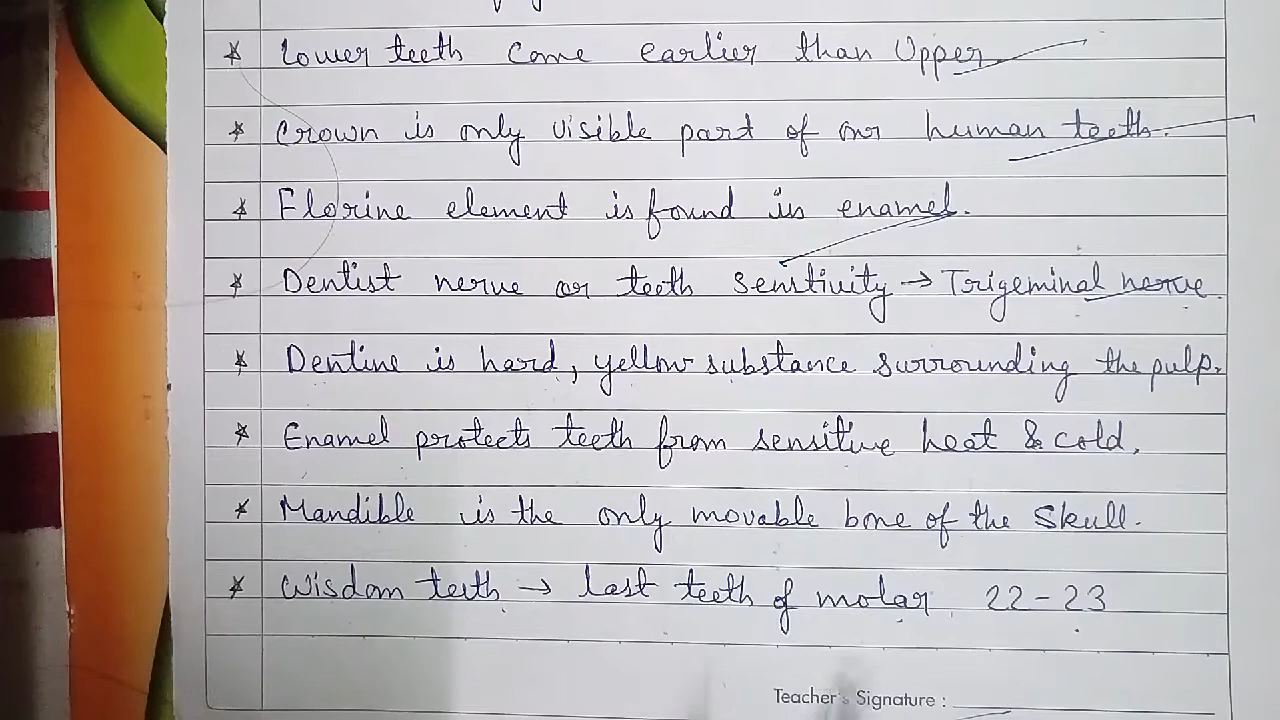 * Lower teeth come earlier than Upper
* Crown is only visible part of our human teeth.
* Florine element is found in enamel.
* Dentist nerve or teeth sensitivity → Trigeminal nerve.
* Dentine is hard, yellow substance surrounding the pulp.
* Enamel protects teeth from sensitive heat & cold.
* Mandible is the only movable bone of the skull.
* Wisdom teeth → last teeth of molar 22-23
Teacher's Signature :